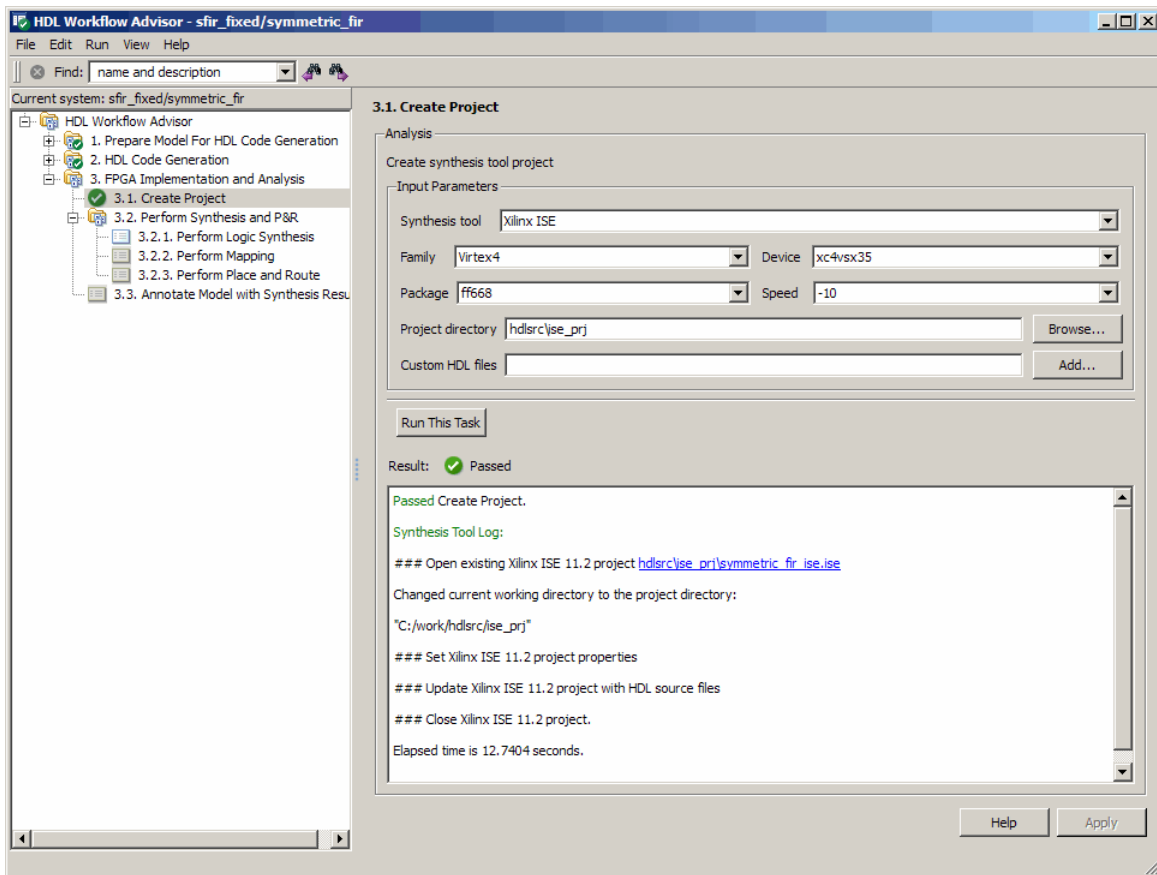 HDL Workflow Advisor - sfir_fixed/symmetric_fir
File Edit Run View Help
Find: name and description
Current system: sfir_fixed/symmetric_fir
HDL Workflow Advisor
1. Prepare Model For HDL Code Generation
2. HDL Code Generation
3. FPGA Implementation and Analysis
3.1. Create Project
3.2. Perform Synthesis and P&R
3.2.1. Perform Logic Synthesis
3.2.2. Perform Mapping
3.2.3. Perform Place and Route
3.3. Annotate Model with Synthesis Resu
3.1. Create Project
Analysis
Create synthesis tool project
Input Parameters
Synthesis tool Xilinx ISE
Family Virtex4 Device xc4vsx35
Package ff668 Speed -10
Project directory hdlsrc\ise_prj Browse...
Custom HDL files Add...
Run This Task
Result: Passed
Passed Create Project.
Synthesis Tool Log:
### Open existing Xilinx ISE 11.2 project hdlsrc\ise_prj\symmetric_fir_ise.ise
Changed current working directory to the project directory:
"C:/work/hdlsrc/ise_prj"
### Set Xilinx ISE 11.2 project properties
### Update Xilinx ISE 11.2 project with HDL source files
### Close Xilinx ISE 11.2 project.
Elapsed time is 12.7404 seconds.
Help Apply